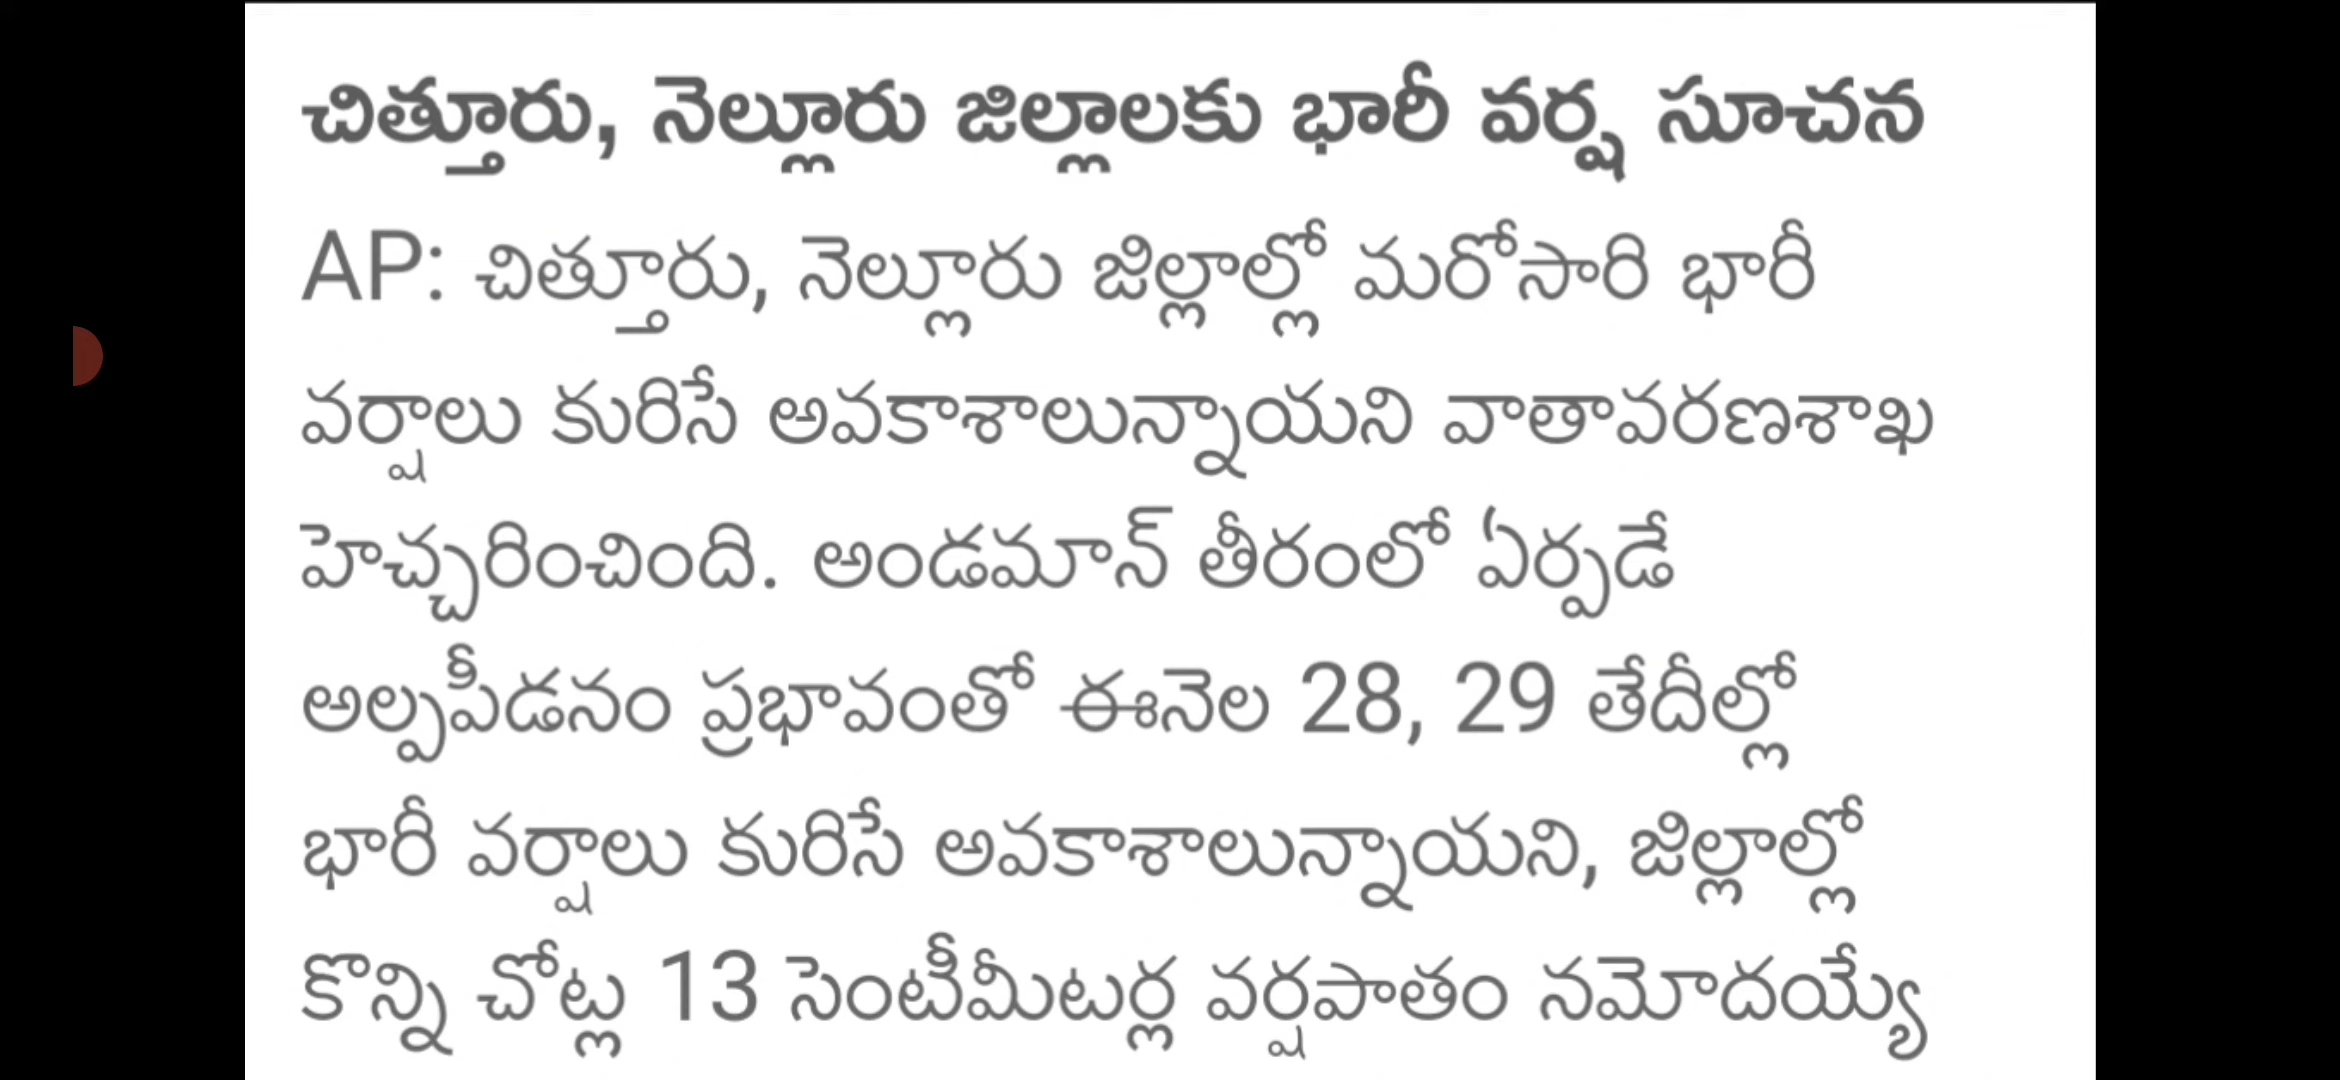 చిత్తూరు, నెల్లూరు జిల్లాలకు భారీ వర్ష సూచన
AP: చిత్తూరు, నెల్లూరు జిల్లాల్లో మరోసారి భారీ
వర్షాలు కురిసే అవకాశాలున్నాయని వాతావరణశాఖ
హెచ్చరించింది. అండమాన్ తీరంలో ఏర్పడే
అల్పపీడనం ప్రభావంతో ఈనెల 28, 29 తేదీల్లో
భారీ వర్షాలు కురిసే అవకాశాలున్నాయని, జిల్లాల్లో
కొన్ని చోట్ల 13 సెంటీమీటర్ల వర్షపాతం నమోదయ్యే